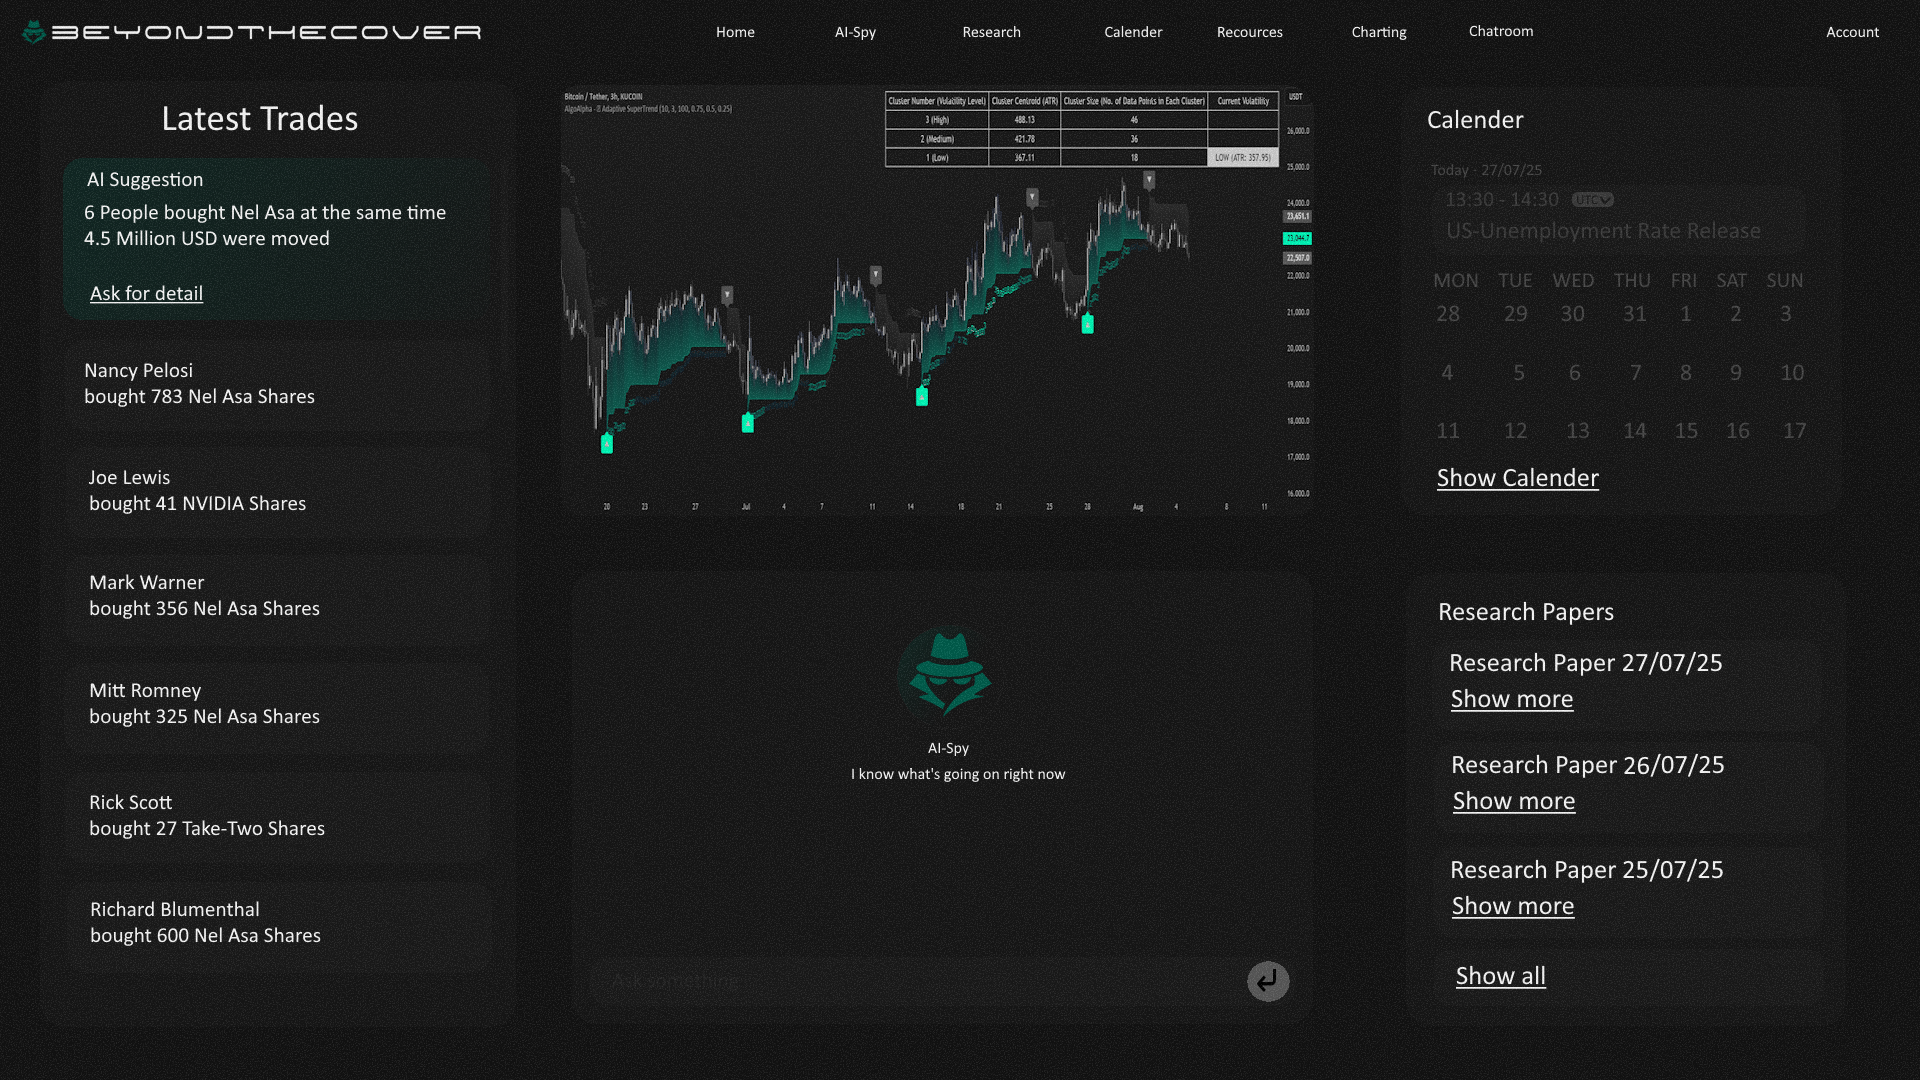 BEYONDTHECOVER
Home
AI-Spy
Research
Calender
Recources
Charting
Chatroom
Account
Latest Trades
AI Suggestion
6 People bought Nel Asa at the same time
4.5 Million USD were moved
Ask for detail
Nancy Pelosi
bought 783 Nel Asa Shares
Joe Lewis
bought 41 NVIDIA Shares
Mark Warner
bought 356 Nel Asa Shares
Mitt Romney
bought 325 Nel Asa Shares
Rick Scott
bought 27 Take-Two Shares
Richard Blumenthal
bought 600 Nel Asa Shares
Bitcoin / Tether, 3h, KUCOIN
AlgoAlpha - Adaptive SuperTrend (10, 3, 100, 0.75, 0.5, 0.25)
Cluster Number (Volatility Level) Cluster Centroid (ATR) Cluster Size (No. of Data Points in Each Cluster) Current Volatility
3 (High) 488.13 46
2 (Medium) 421.78 36
1 (Low) 367.11 18 LOW (ATR: 357.95)
USDT
26,000.0
25,000.0
24,000.0
23,651.1
23,044.7
22,507.0
22,000.0
21,000.0
20,000.0
19,000.0
18,000.0
17,000.0
16,000.0
20 23 27 Jul 4 7 11 14 18 21 25 28 Aug 4 8 11
AI-Spy
I know what's going on right now
Ask something
Calender
Today - 27/07/25
13:30 - 14:30 UTC
US-Unemployment Rate Release
MON TUE WED THU FRI SAT SUN
28 29 30 31 1 2 3
4 5 6 7 8 9 10
11 12 13 14 15 16 17
Show Calender
Research Papers
Research Paper 27/07/25
Show more
Research Paper 26/07/25
Show more
Research Paper 25/07/25
Show more
Show all